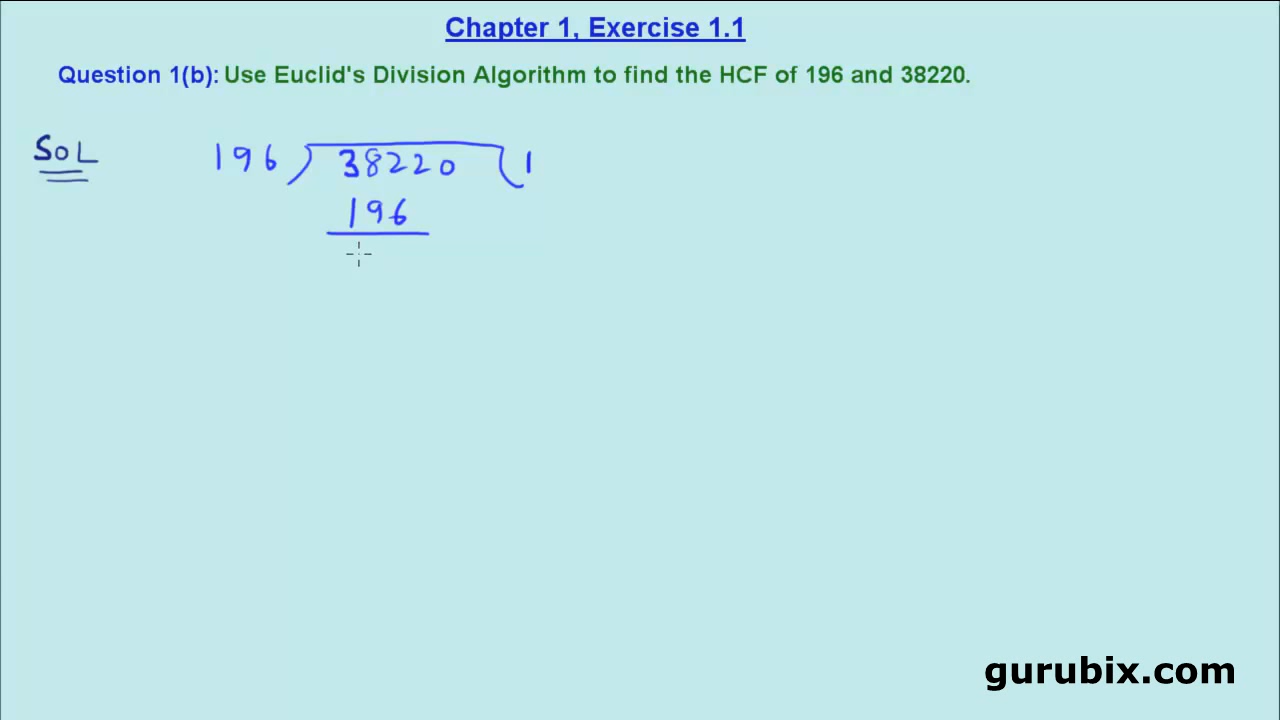 Chapter 1, Exercise 1.1
Question 1(b): Use Euclid's Division Algorithm to find the HCF of 196 and 38220.
SOL 196 ) 38220 ( 1
196
gurubix.com